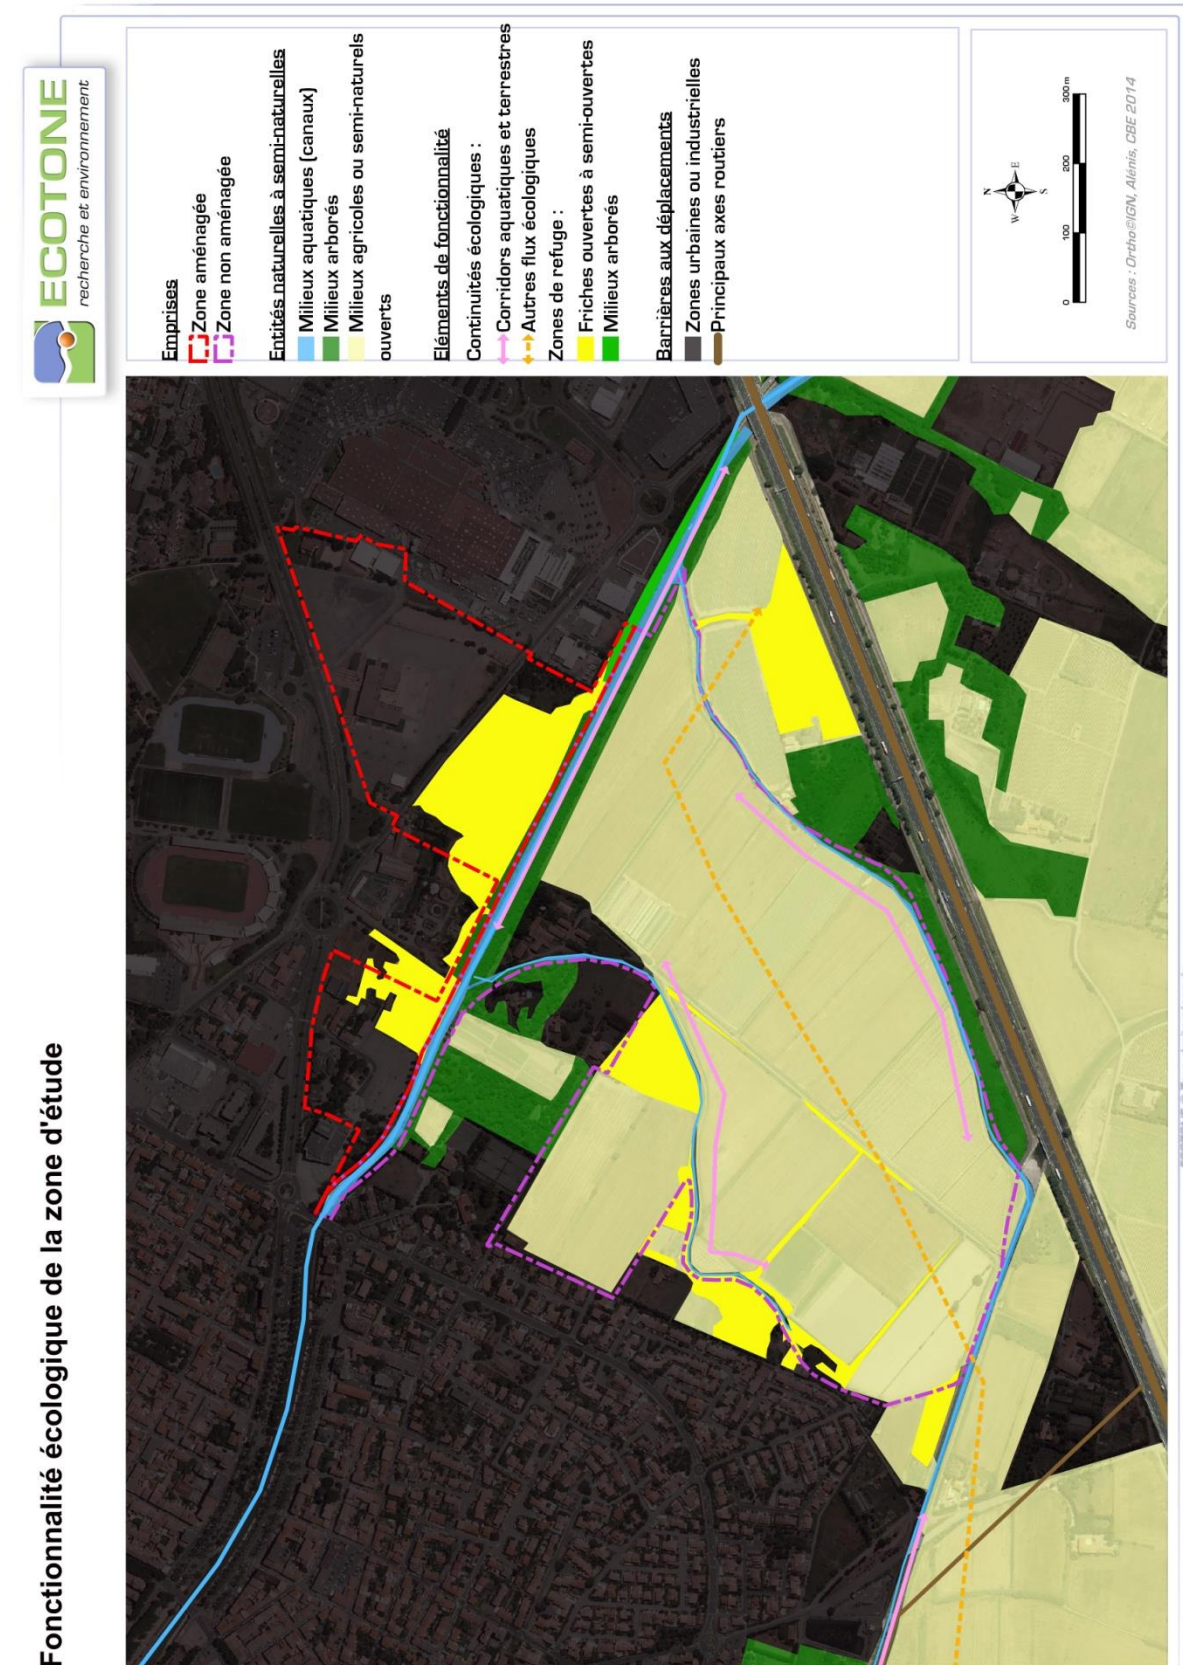 Fonctionnalité écologique de la zone d'étude
ECOTONE
recherche et environnement
Emprises
Zone aménagée
Zone non aménagée
Entités naturelles à semi-naturelles
Milieux aquatiques (canaux)
Milieux arborés
Milieux agricoles ou semi-naturels
ouverts
Eléments de fonctionalité
Continuités écologiques :
Corridors aquatiques et terrestres
Autres flux écologiques
Zones de refuge :
Friches ouvertes à semi-ouvertes
Milieux arborés
Barrières aux déplacements
Zones urbaines ou industrielles
Principaux axes routiers
N
W E
S
0 100 200 300 m
Sources : Ortho©IGN, Alénis, CBE 2014